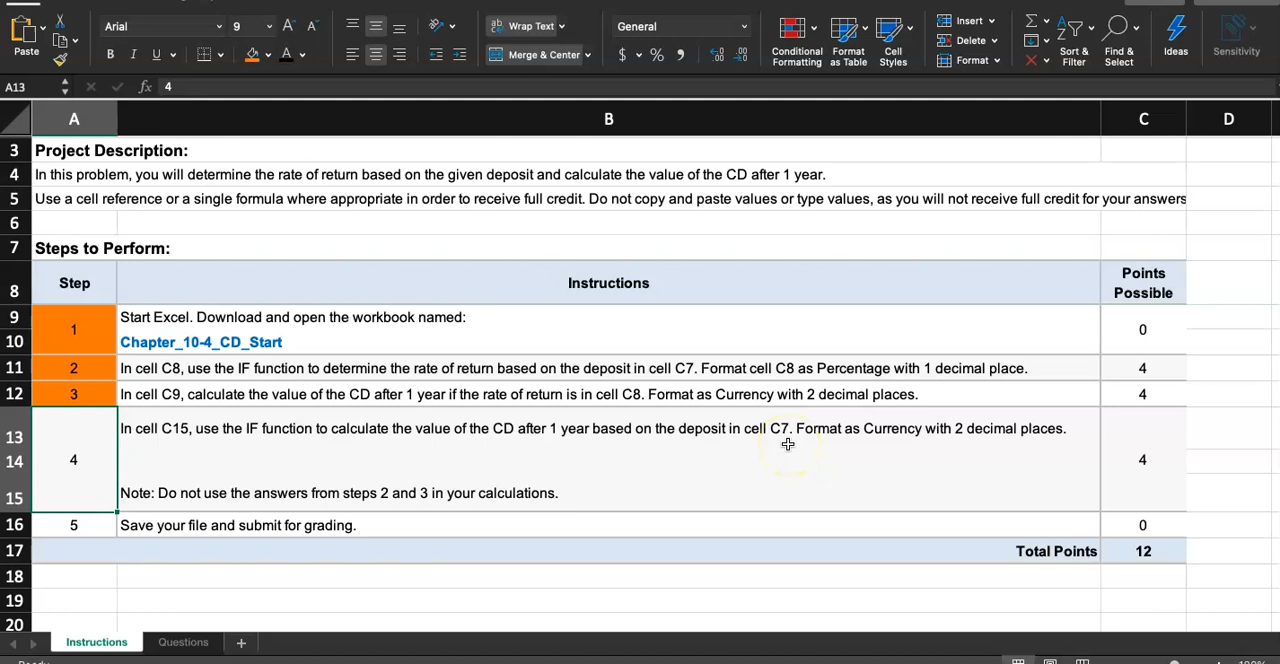 Arial
9
A
A
Wrap Text
General
Insert
Paste
B
I
U
A
Merge & Center
$
%
Delete
Format
Conditional Formatting
Format as Table
Cell Styles
Sort & Filter
Find & Select
Ideas
Sensitivity
A13
fx
4
A
B
C
D
3
Project Description:
4
In this problem, you will determine the rate of return based on the given deposit and calculate the value of the CD after 1 year.
5
Use a cell reference or a single formula where appropriate in order to receive full credit. Do not copy and paste values or type values, as you will not receive full credit for your answers
6
7
Steps to Perform:
8
Step
Instructions
Points
Possible
9
10
1
Start Excel. Download and open the workbook named:
Chapter_10-4_CD_Start
0
11
2
In cell C8, use the IF function to determine the rate of return based on the deposit in cell C7. Format cell C8 as Percentage with 1 decimal place.
4
12
3
In cell C9, calculate the value of the CD after 1 year if the rate of return is in cell C8. Format as Currency with 2 decimal places.
4
13
14
15
4
In cell C15, use the IF function to calculate the value of the CD after 1 year based on the deposit in cell C7. Format as Currency with 2 decimal places.
Note: Do not use the answers from steps 2 and 3 in your calculations.
4
16
5
Save your file and submit for grading.
0
17
Total Points
12
18
19
20
Instructions
Questions